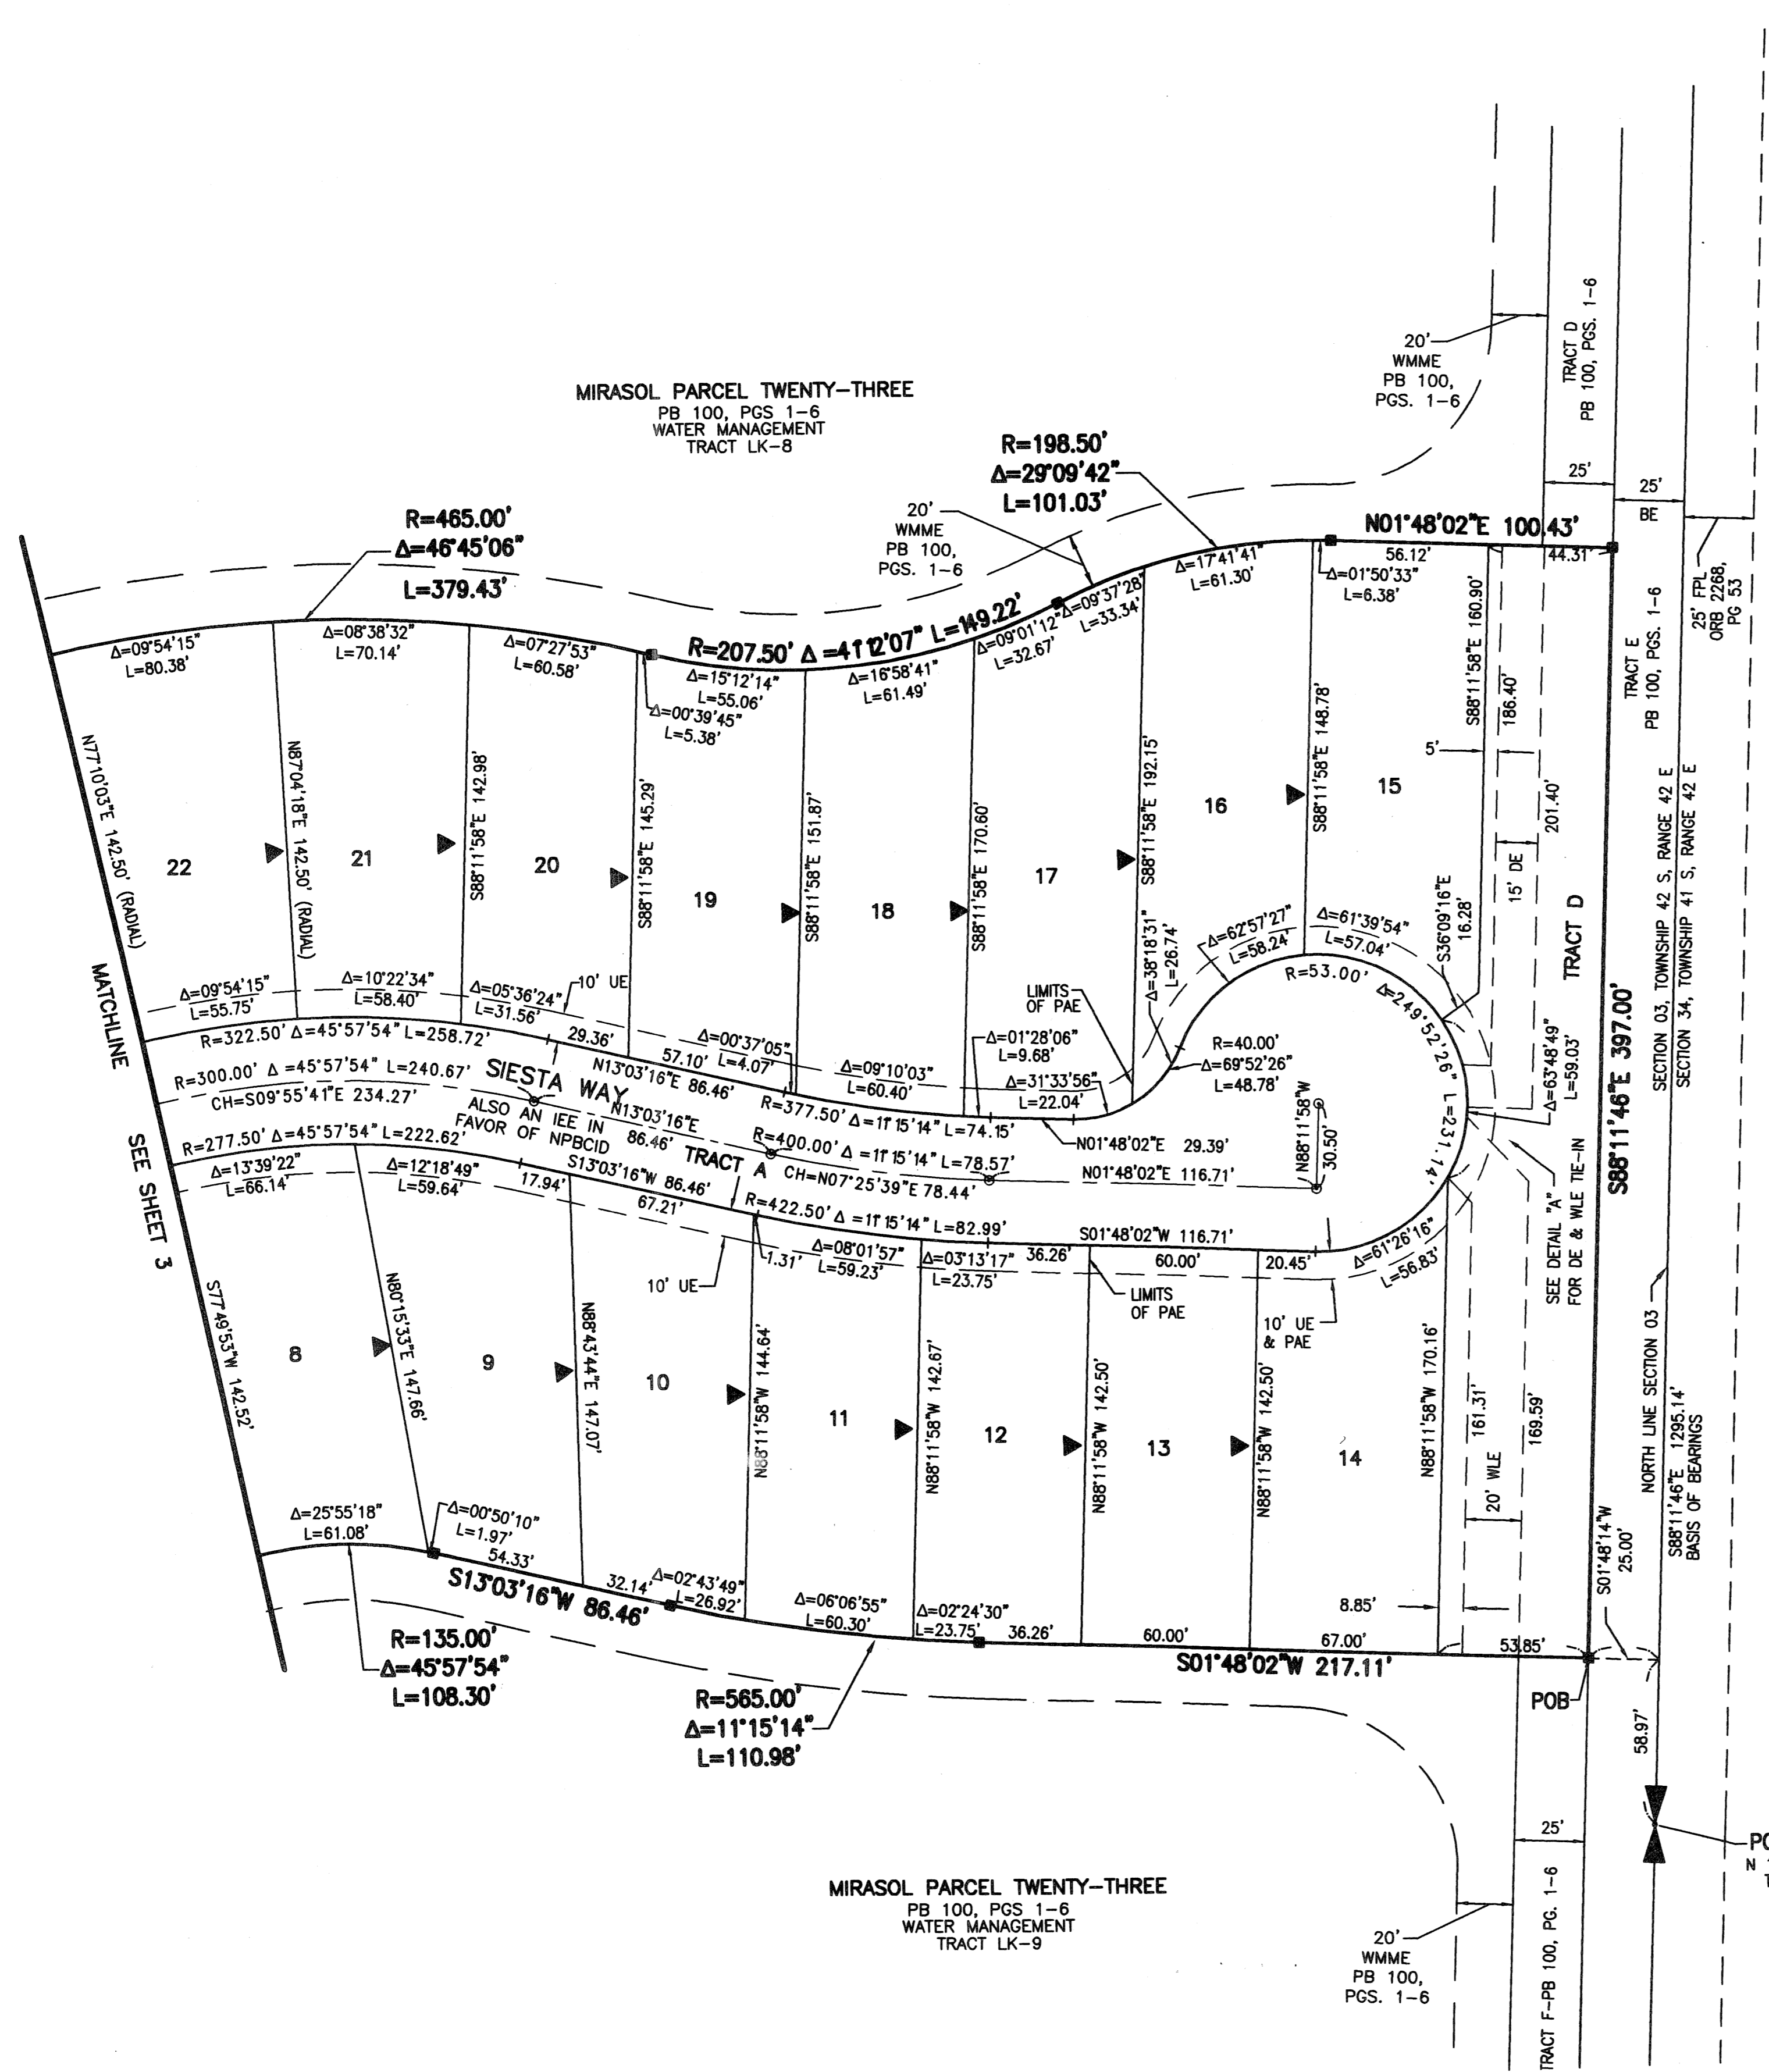 20'
WMME
PB 100,
PGS. 1-6
TRACT D
PB 100, PGS. 1-6
MIRASOL PARCEL TWENTY-THREE
PB 100, PGS 1-6
WATER MANAGEMENT
TRACT LK-8
R=198.50'
Δ=29°09'42"
L=101.03'
25'
25'
BE
25' FPL
ORB 2268,
PG 53
R=465.00'
Δ=46°45'06"
L=379.43'
20'
WMME
PB 100,
PGS. 1-6
N01°48'02"E 100.43'
56.12'
44.31'
Δ=01°50'33"
L=6.38'
Δ=17°41'41"
L=61.30'
Δ=09°37'28"
L=33.34'
Δ=09°01'12"
L=32.67'
R=207.50' Δ =41°12'07" L=149.22'
Δ=09°54'15"
L=80.38'
Δ=08°38'32"
L=70.14'
Δ=07°27'53"
L=60.58'
Δ=15°12'14"
L=55.06'
Δ=00°39'45"
L=5.38'
Δ=16°58'41"
L=61.49'
TRACT E
PB 100, PGS. 1-6
N77°10'03"E 142.50' (RADIAL)
N87°04'18"E 142.50' (RADIAL)
S88°11'58"E 142.98'
S88°11'58"E 145.29'
S88°11'58"E 151.87'
S88°11'58"E 170.60'
S88°11'58"E 192.15'
S88°11'58"E 148.78'
S88°11'58"E 160.90'
186.40'
5'
201.40'
15' DE
22
21
20
19
18
17
16
15
S36°09'16"E
16.28'
TRACT D
SECTION 03, TOWNSHIP 42 S, RANGE 42 E
SECTION 34, TOWNSHIP 41 S, RANGE 42 E
MATCHLINE
SEE SHEET 3
Δ=09°54'15"
L=55.75'
Δ=10°22'34"
L=58.40'
Δ=05°36'24"
L=31.56'
10' UE
LIMITS
OF PAE
Δ=38°18'31"
L=26.74'
Δ=62°57'27"
L=58.24'
Δ=61°39'54"
L=57.04'
R=53.00'
Δ=249°52'26" L=231.14'
R=40.00'
Δ=69°52'26"
L=48.78'
Δ=63°48'49"
L=59.03'
S88°11'46"E 397.00'
R=322.50' Δ=45°57'54" L=258.72'
29.36'
57.10'
N13°03'16"E 86.46'
Δ=00°37'05"
L=4.07'
Δ=09°10'03"
L=60.40'
Δ=01°28'06"
L=9.68'
Δ=31°33'56"
L=22.04'
R=300.00' Δ =45°57'54" L=240.67'
CH=S09°55'41"E 234.27'
SIESTA WAY
ALSO AN IEE IN
FAVOR OF NPBCID
N13°03'16"E
86.46'
TRACT A
R=377.50' Δ =11°15'14" L=74.15'
N01°48'02"E 29.39'
R=400.00' Δ =11°15'14" L=78.57'
CH=N07°25'39"E 78.44'
N01°48'02"E 116.71'
N88°11'58"W
30.50'
R=277.50' Δ=45°57'54" L=222.62'
S13°03'16"W 86.46'
R=422.50' Δ =11°15'14" L=82.99'
S01°48'02"W 116.71'
Δ=13°39'22"
L=66.14'
Δ=12°18'49"
L=59.64'
17.94'
67.21'
10' UE
1.31'
Δ=08°01'57"
L=59.23'
Δ=03°13'17"
L=23.75'
36.26'
60.00'
20.45'
Δ=61°26'16"
L=56.83'
LIMITS
OF PAE
10' UE
& PAE
SEE DETAIL "A"
FOR DE & WLE TIE-IN
S77°49'53"W 142.52'
N80°15'33"E 147.66'
N88°43'44"E 147.07'
N88°11'58"W 144.64'
N88°11'58"W 142.67'
N88°11'58"W 142.50'
N88°11'58"W 142.50'
N88°11'58"W 170.16'
161.31'
20' WLE
169.59'
8
9
10
11
12
13
14
NORTH LINE SECTION 03
S88°11'46"E 1295.14'
BASIS OF BEARINGS
S01°48'14"W
25.00'
Δ=25°55'18"
L=61.08'
Δ=00°50'10"
L=1.97'
54.33'
32.14'
S13°03'16"W 86.46'
Δ=02°43'49"
L=26.92'
Δ=06°06'55"
L=60.30'
Δ=02°24'30"
L=23.75'
36.26'
60.00'
67.00'
8.85'
53.85'
S01°48'02"W 217.11'
POB
R=135.00'
Δ=45°57'54"
L=108.30'
R=565.00'
Δ=11°15'14"
L=110.98'
58.97'
25'
MIRASOL PARCEL TWENTY-THREE
PB 100, PGS 1-6
WATER MANAGEMENT
TRACT LK-9
20'
WMME
PB 100,
PGS. 1-6
TRACT F-PB 100, PG. 1-6